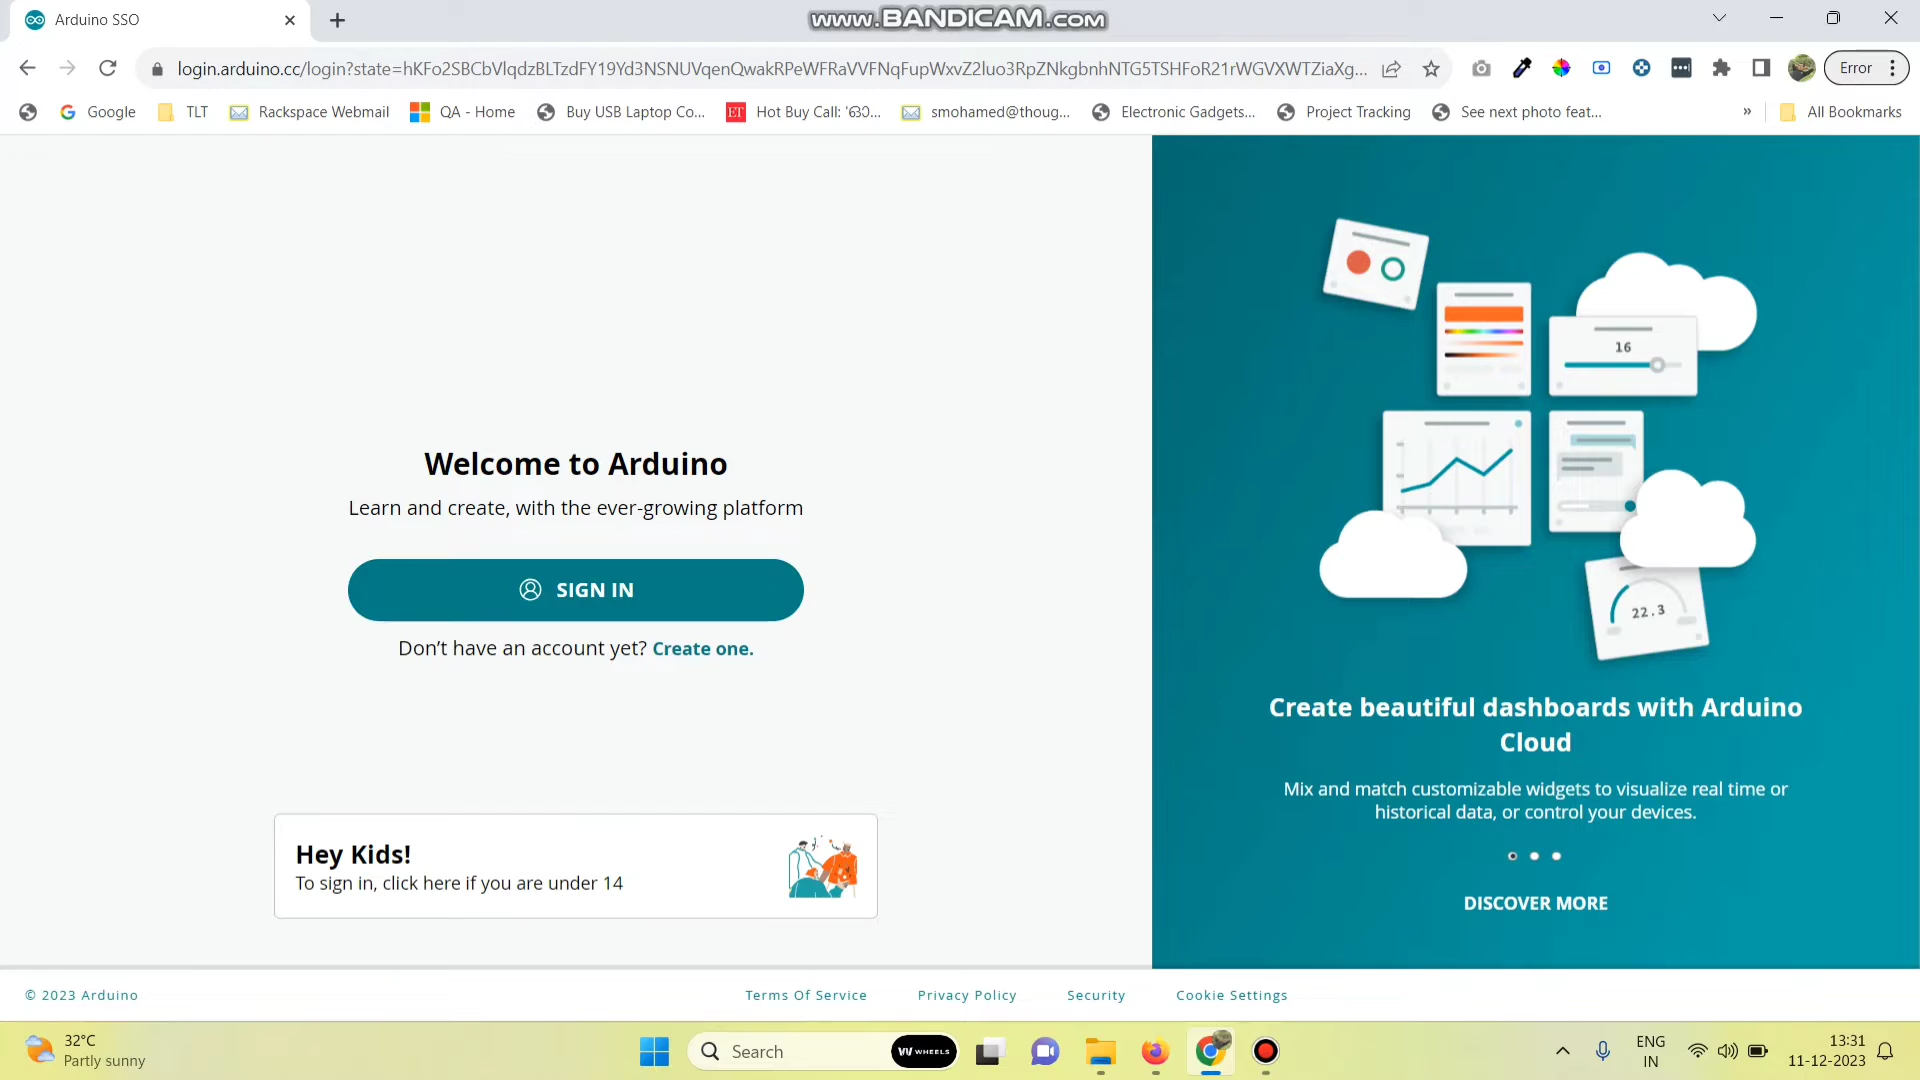 Arduino SSO
www.BANDICAM.com
login.arduino.cc/login?state=hKFo2SBCbVlqdzBLTzdFY19Yd3NSNUVqenQwakRPeWFRaVVFNqFupWxvZ2luo3RpZNkgbnhNTG5TSHFoR21rWGVXWTZiaXg...
Error
Google
TLT
Rackspace Webmail
QA - Home
Buy USB Laptop Co...
ET
Hot Buy Call:
smohamed@thoug...
Electronic Gadgets...
Project Tracking
See next photo feat...
»
All Bookmarks
Welcome to Arduino
Learn and create, with the ever-growing platform
SIGN IN
Don’t have an account yet? Create one.
Hey Kids!
To sign in, click here if you are under 14
16
22.3
Create beautiful dashboards with Arduino
Cloud
Mix and match customizable widgets to visualize real time or
historical data, or control your devices.
DISCOVER MORE
© 2023 Arduino
Terms Of Service
Privacy Policy
Security
Cookie Settings
32°C
Partly sunny
Search
WHEELS
ENG
IN
13:31
11-12-2023